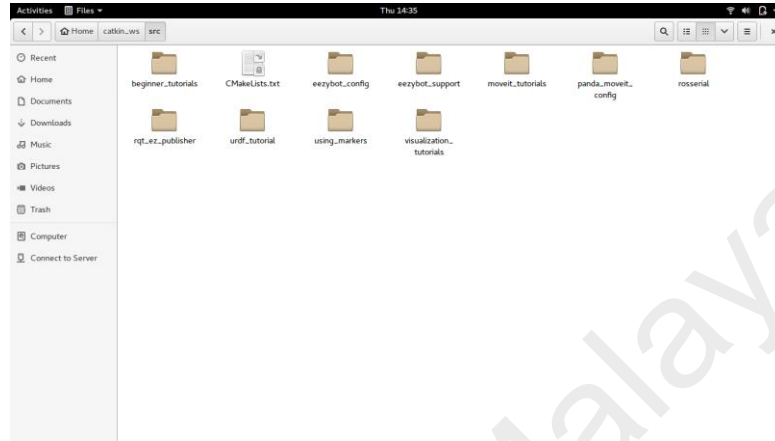 Activities Files Thu 14:35
Home catkin_ws src
Recent
Home
Documents
Downloads
Music
Pictures
Videos
Trash
Computer
Connect to Server
beginner_tutorials CMakeLists.txt eezybot_config eezybot_support moveit_tutorials panda_moveit_ rosserial
config
rqt_ez_publisher urdf_tutorial using_markers visualization_
tutorials
Malaya